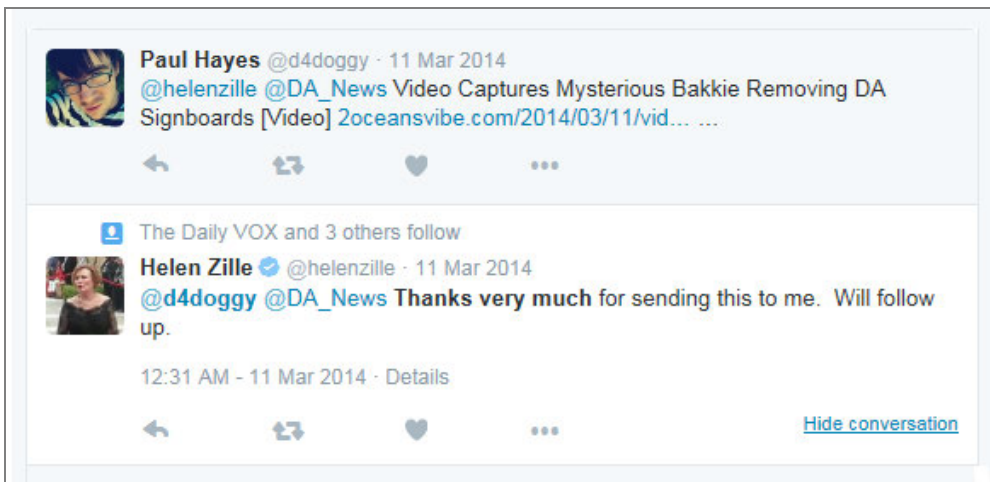 Paul Hayes @d4doggy · 11 Mar 2014
@helenzille @DA_News Video Captures Mysterious Bakkie Removing DA
Signboards [Video] 2oceansvibe.com/2014/03/11/vid... ...
The Daily VOX and 3 others follow
Helen Zille @helenzille · 11 Mar 2014
@d4doggy @DA_News Thanks very much for sending this to me. Will follow
up.
12:31 AM - 11 Mar 2014 · Details
Hide conversation